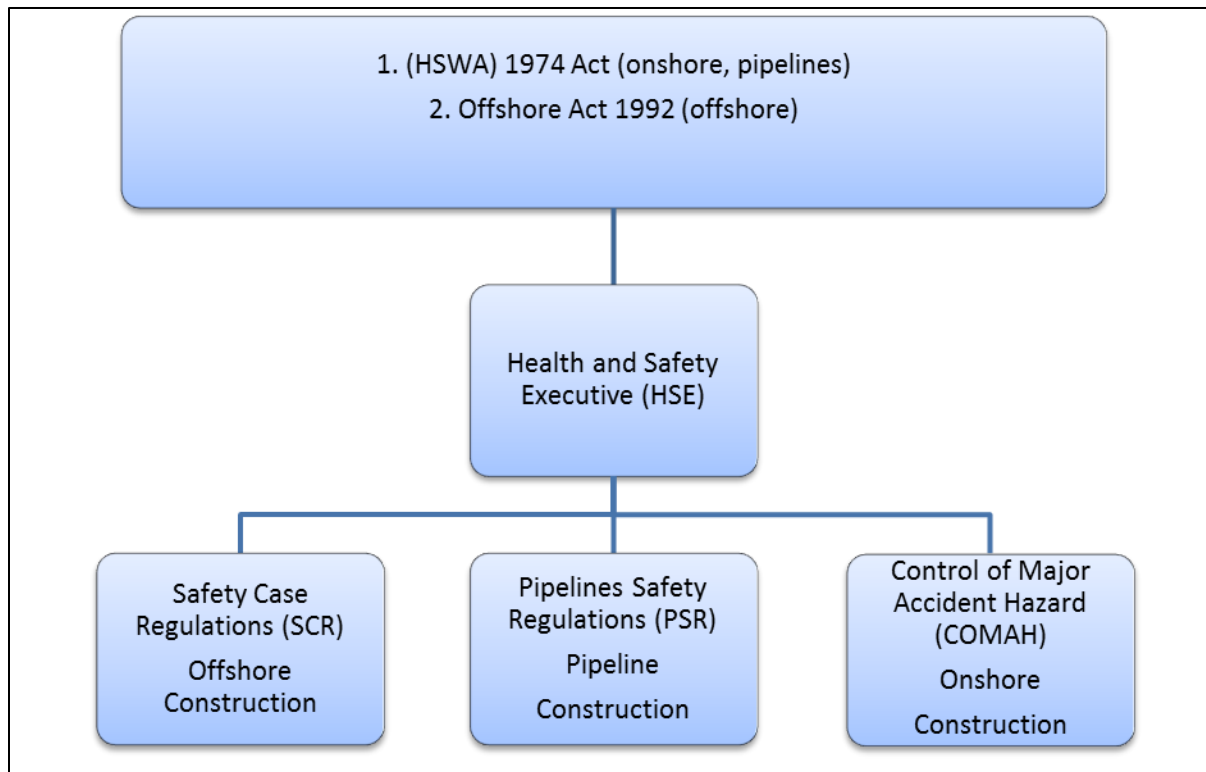 1. (HSWA) 1974 Act (onshore, pipelines)
2. Offshore Act 1992 (offshore)
Health and Safety
Executive (HSE)
Safety Case
Regulations (SCR)
Offshore
Construction
Pipelines Safety
Regulations (PSR)
Pipeline
Construction
Control of Major
Accident Hazard
(COMAH)
Onshore
Construction